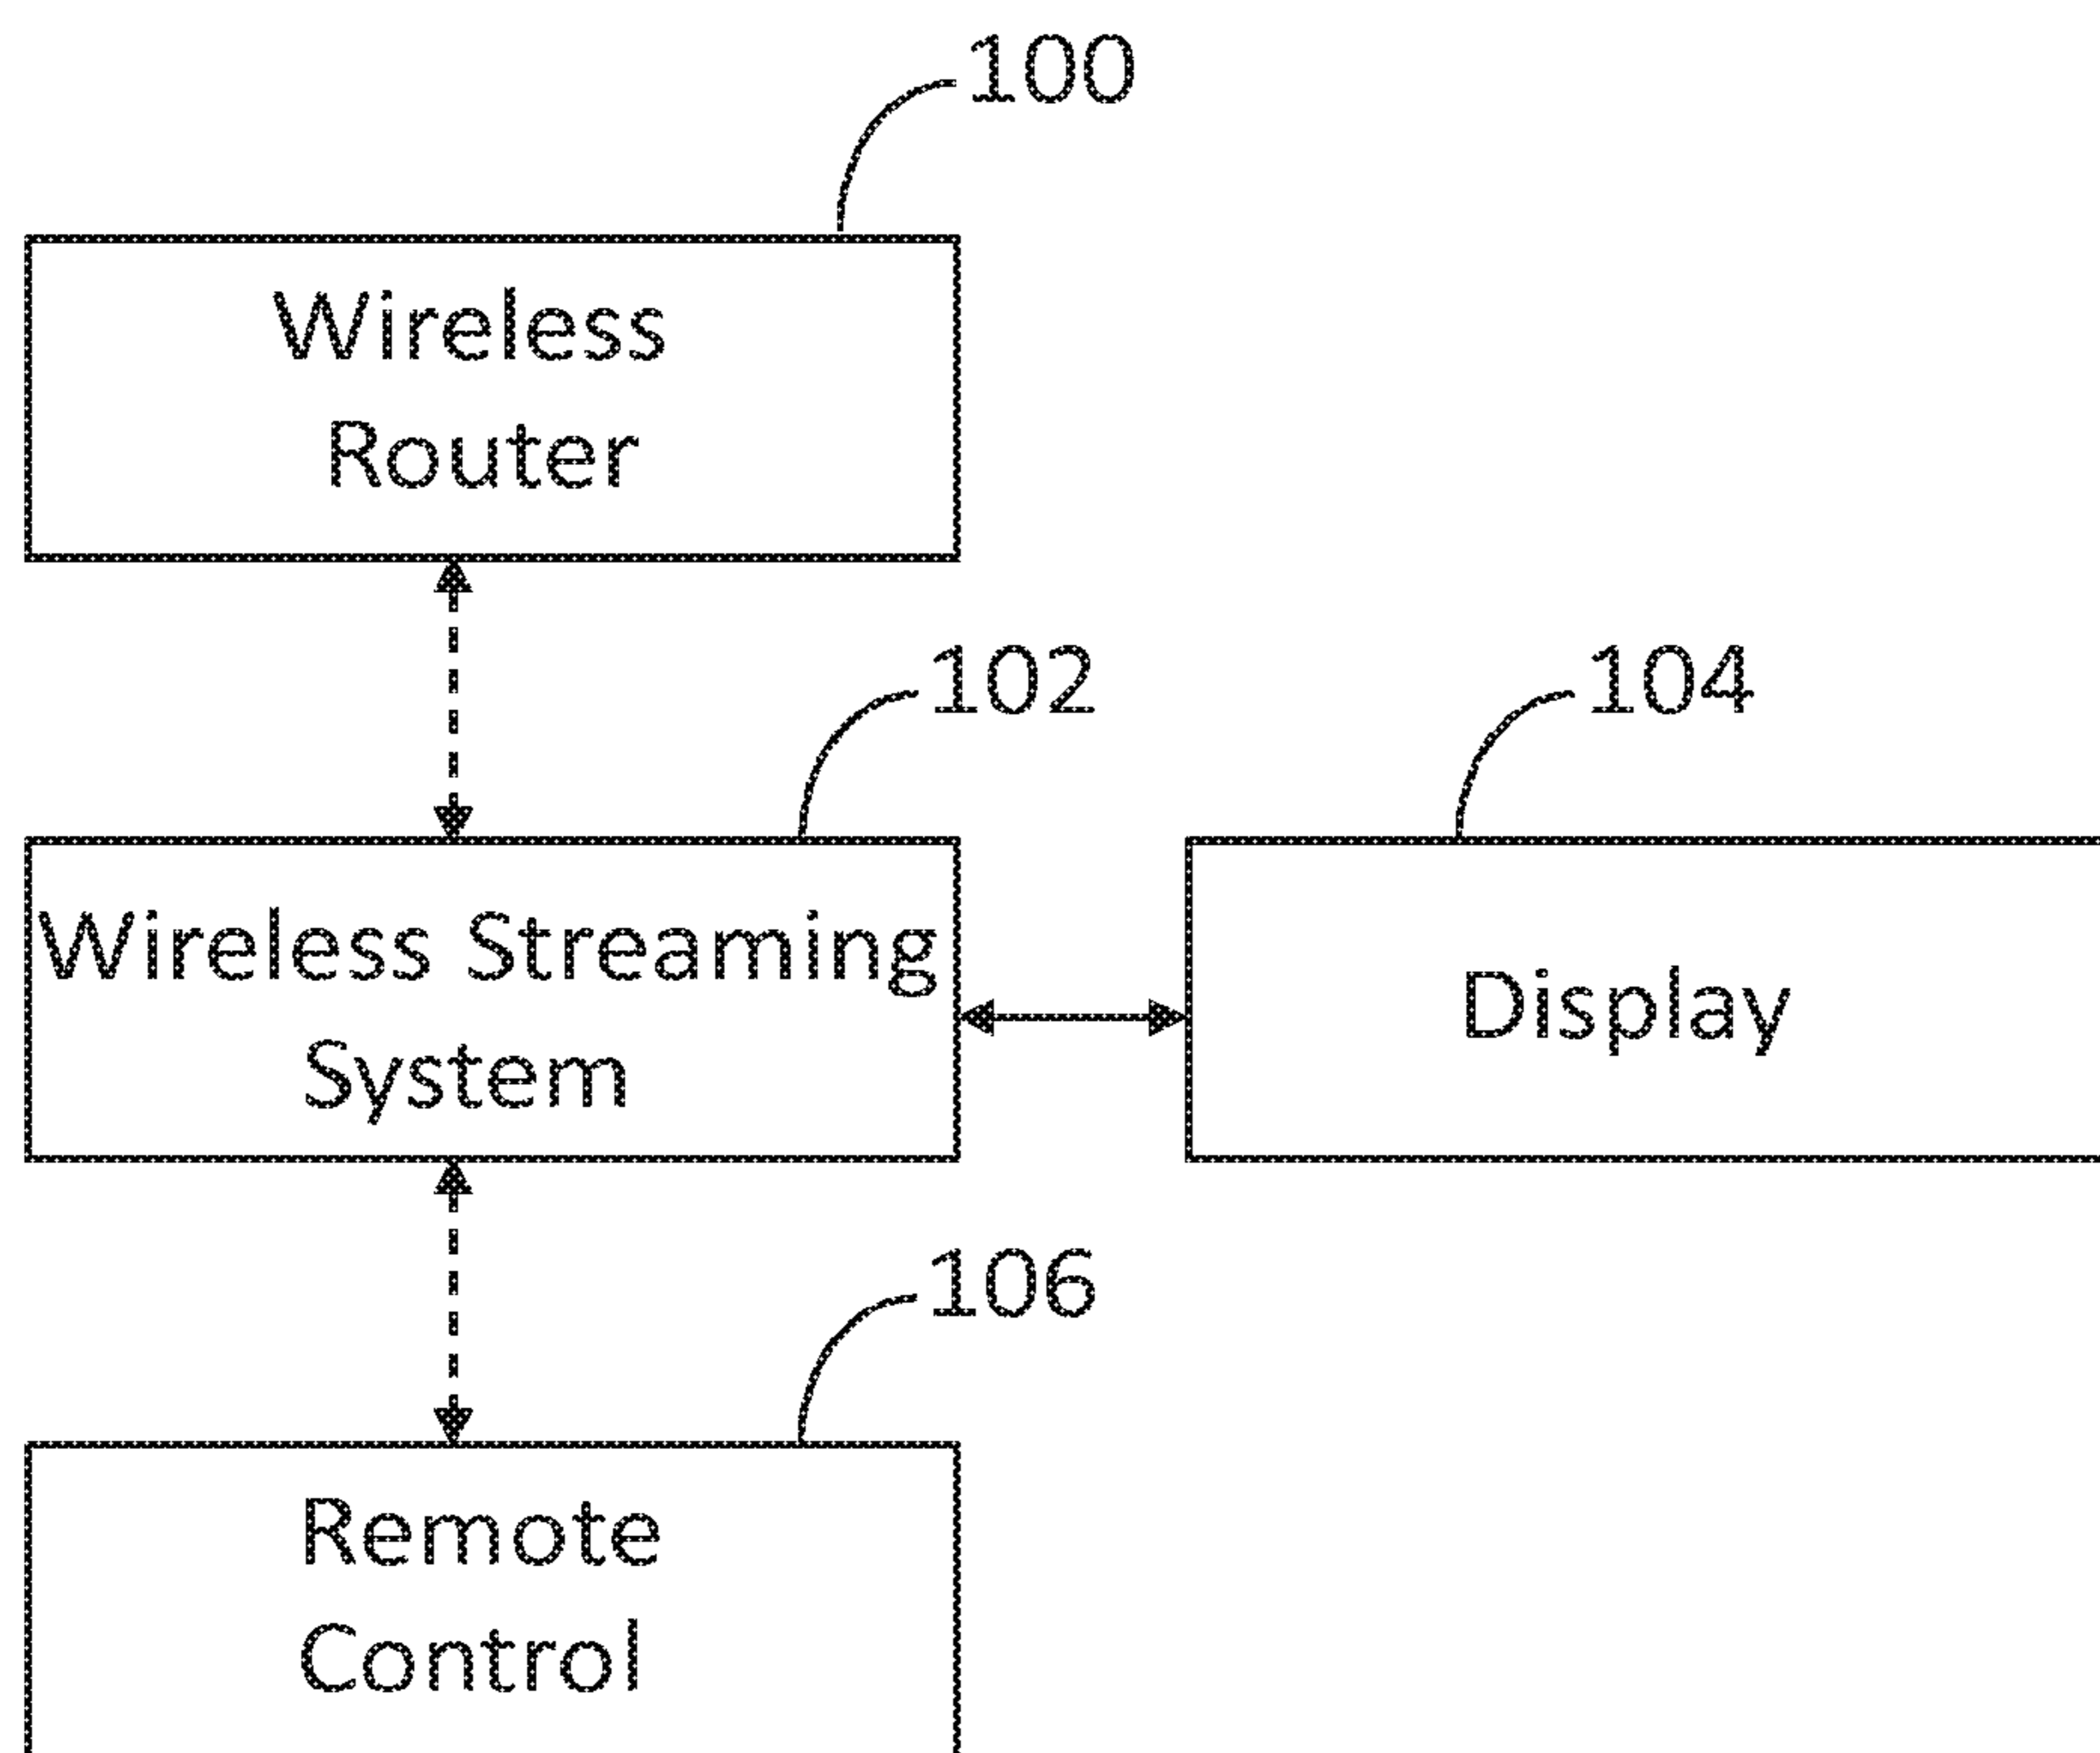 100
Wireless
Router
102
104
Wireless Streaming
System
Display
106
Remote
Control